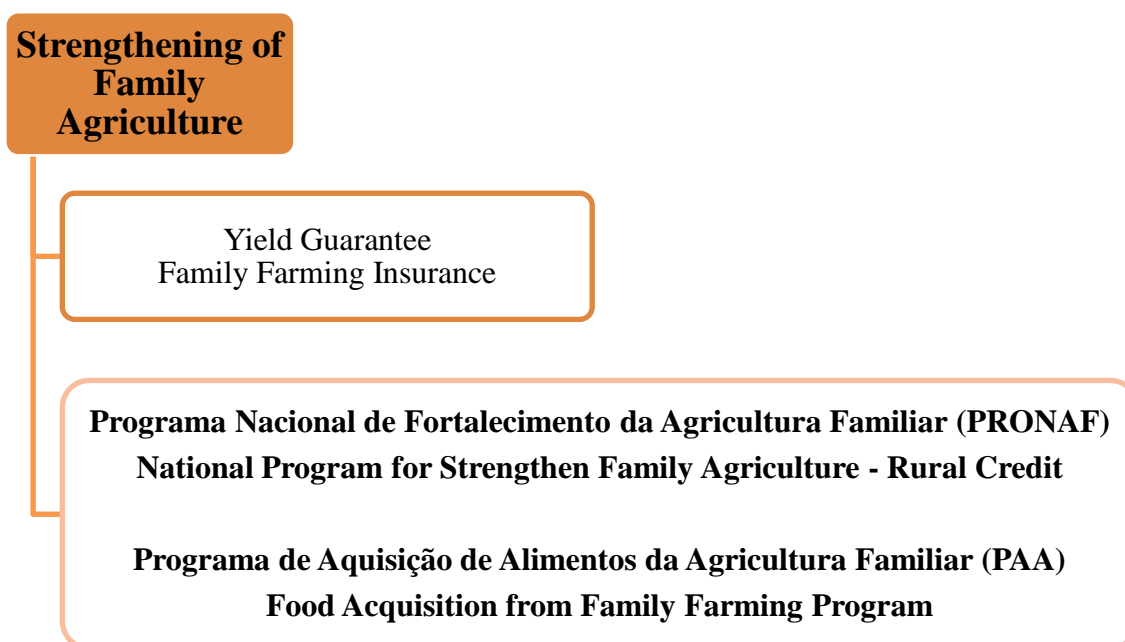 Strengthening of
Family
Agriculture
Yield Guarantee
Family Farming Insurance
Programa Nacional de Fortalecimento da Agricultura Familiar (PRONAF)
National Program for Strengthen Family Agriculture - Rural Credit
Programa de Aquisição de Alimentos da Agricultura Familiar (PAA)
Food Acquisition from Family Farming Program